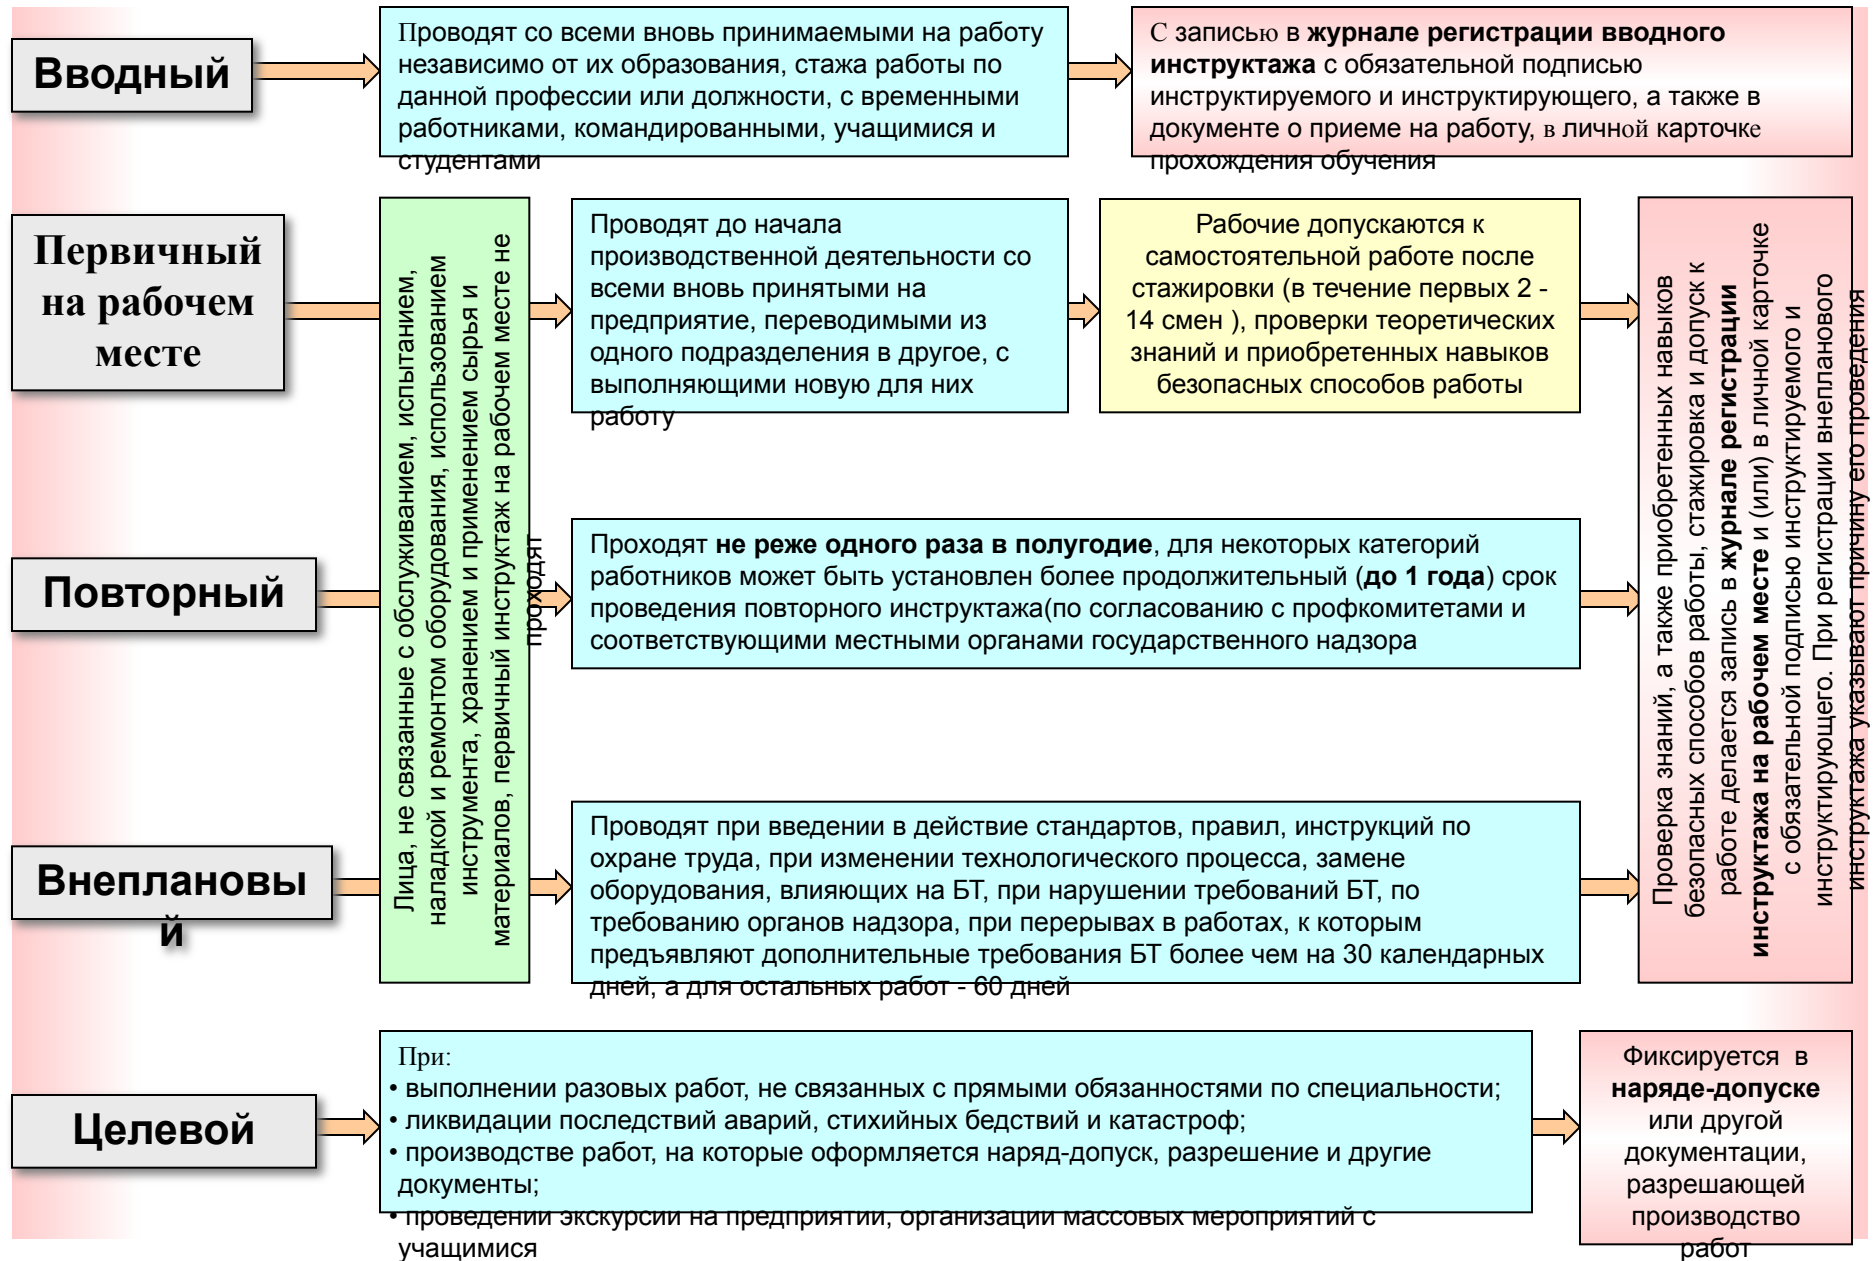 Вводный
Проводят со всеми вновь принимаемыми на работу
независимо от их образования, стажа работы по
данной профессии или должности, с временными
работниками, командированными, учащимися и
студентами
С записью в журнале регистрации вводного
инструктажа с обязательной подписью
инструктируемого и инструктирующего, а также в
документе о приеме на работу, в личной карточке
прохождения обучения
Первичный
на рабочем
месте
Лица, не связанные с обслуживанием, испытанием,
наладкой и ремонтом оборудования, использованием
инструмента, хранением и применением сырья и
материалов, первичный инструктаж на рабочем месте не
проходят
Проводят до начала
производственной деятельности со
всеми вновь принятыми на
предприятие, переводимыми из
одного подразделения в другое, с
выполняющими новую для них
работу
Рабочие допускаются к
самостоятельной работе после
стажировки (в течение первых 2 -
14 смен ), проверки теоретических
знаний и приобретенных навыков
безопасных способов работы
Проверка знаний, а также приобретенных навыков
безопасных способов работы, стажировка и допуск к
работе делается запись в журнале регистрации
инструктажа на рабочем месте и (или) в личной карточке
с обязательной подписью инструктируемого и
инструктирующего. При регистрации внепланового
инструктажа указывают причину его проведения
Повторный
Проходят не реже одного раза в полугодие, для некоторых категорий
работников может быть установлен более продолжительный (до 1 года) срок
проведения повторного инструктажа(по согласованию с профкомитетами и
соответствующими местными органами государственного надзора
Внеплановы
й
Проводят при введении в действие стандартов, правил, инструкций по
охране труда, при изменении технологического процесса, замене
оборудования, влияющих на БТ, при нарушении требований БТ, по
требованию органов надзора, при перерывах в работах, к которым
предъявляют дополнительные требования БТ более чем на 30 календарных
дней, а для остальных работ - 60 дней
Целевой
При:
• выполнении разовых работ, не связанных с прямыми обязанностями по специальности;
• ликвидации последствий аварий, стихийных бедствий и катастроф;
• производстве работ, на которые оформляется наряд-допуск, разрешение и другие
документы;
• проведении экскурсии на предприятии, организации массовых мероприятий с
учащимися
Фиксируется в
наряде-допуске
или другой
документации,
разрешающей
производство
работ